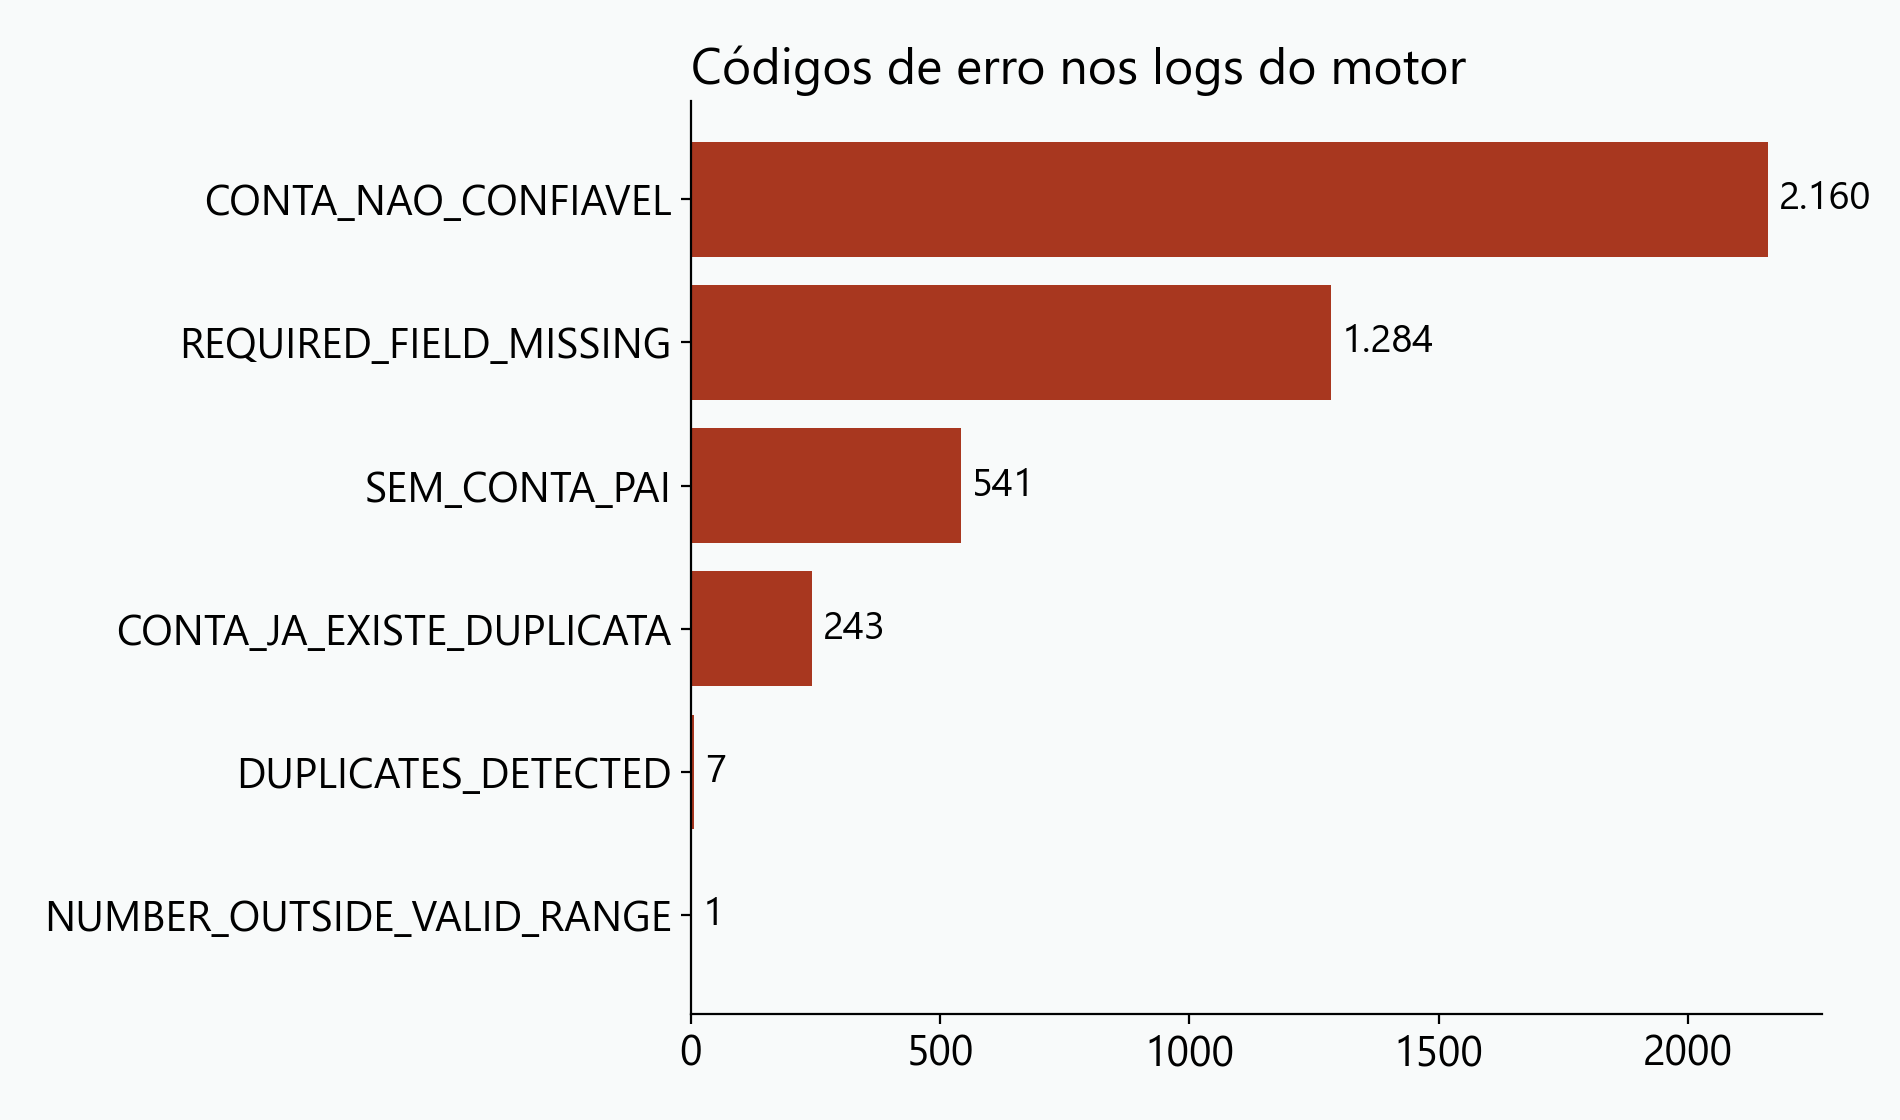 Códigos de erro nos logs do motor
CONTA_NAO_CONFIAVEL 2.160
REQUIRED_FIELD_MISSING 1.284
SEM_CONTA_PAI 541
CONTA_JA_EXISTE_DUPLICATA 243
DUPLICATES_DETECTED 7
NUMBER_OUTSIDE_VALID_RANGE 1
0 500 1000 1500 2000